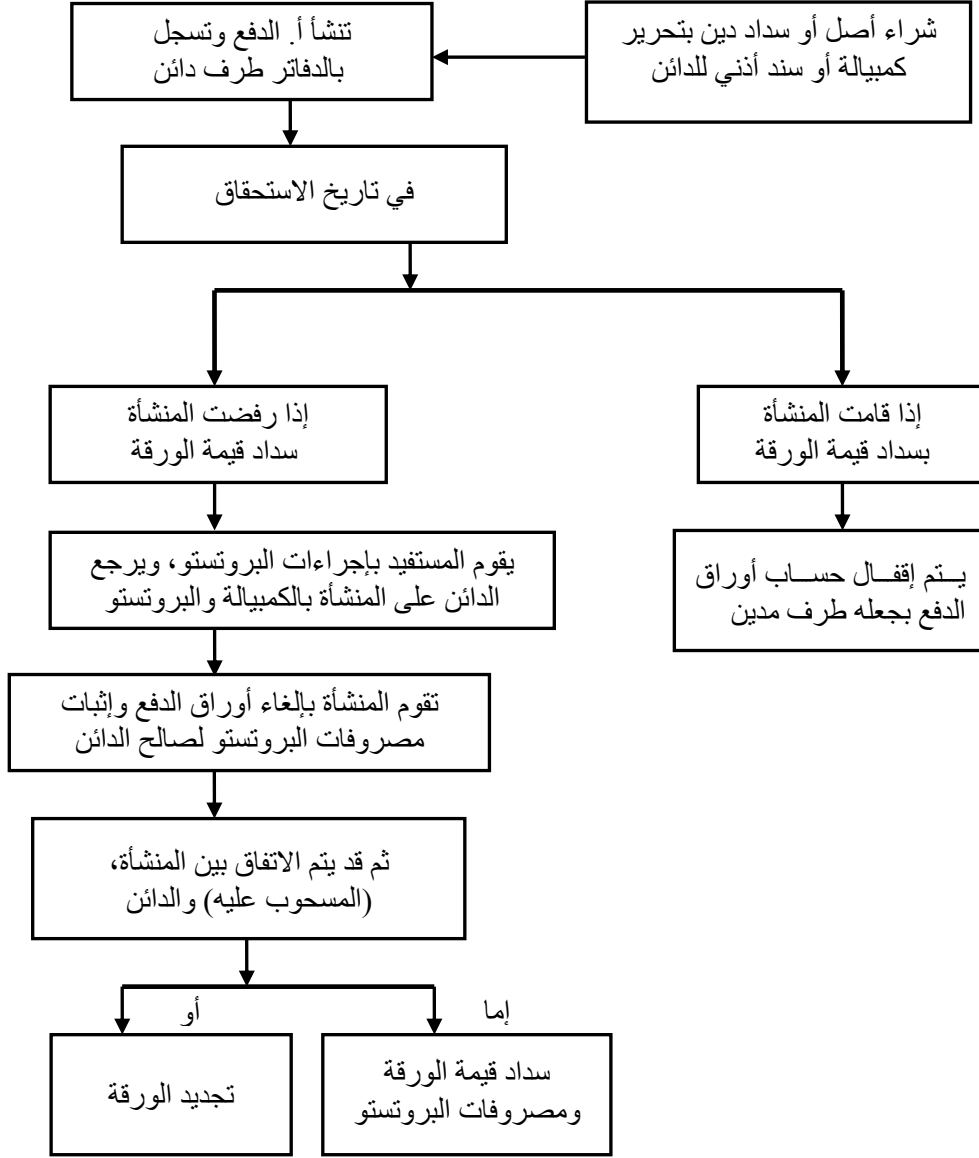 شراء أصل أو سداد دين بتحرير
كمبيالة أو سند أذني للدائن
تنشأ أ. الدفع وتسجل
بالدفاتر طرف دائن
في تاريخ الاستحقاق
إذا قامت المنشأة
بسداد قيمة الورقة
إذا رفضت المنشأة
سداد قيمة الورقة
يــتم إقفــال حســاب أوراق
الدفع بجعله طرف مدين
يقوم المستفيد بإجراءات البروتستو، ويرجع
الدائن على المنشأة بالكمبيالة والبروتستو
تقوم المنشأة بإلغاء أوراق الدفع وإثبات
مصروفات البروتستو لصالح الدائن
ثم قد يتم الاتفاق بين المنشأة،
(المسحوب عليه) والدائن
إما
أو
سداد قيمة الورقة
ومصروفات البروتستو
تجديد الورقة